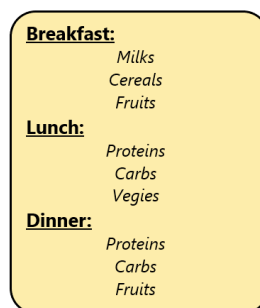 Breakfast:
Milks
Cereals
Fruits
Lunch:
Proteins
Carbs
Vegies
Dinner:
Proteins
Carbs
Fruits